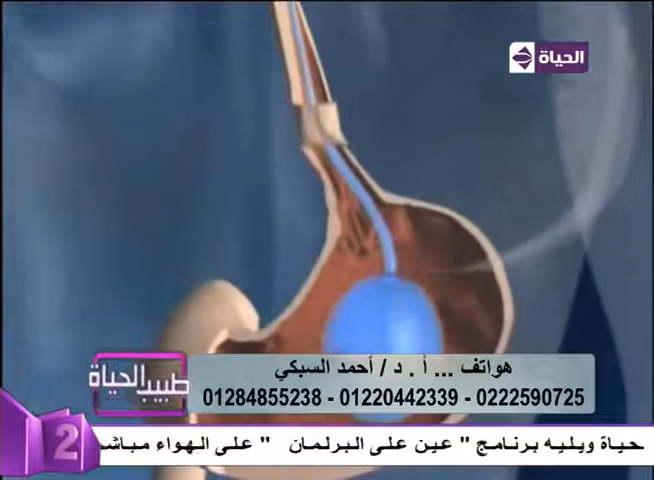 الحياة
طبيب الحياة
هواتف ... أ . د / أحمد السبكي
01284855238 - 01220442339 - 0222590725
2
حياة ويليه برنامج " عين على البرلمان " على الهواء مباشر